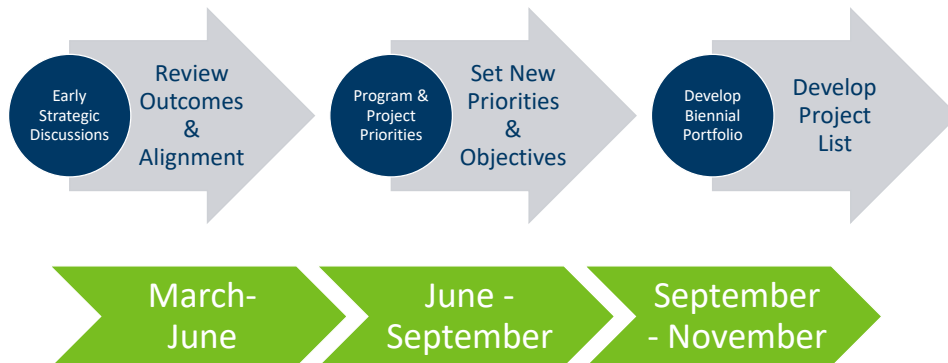 Early
Strategic
Discussions
Review
Outcomes
&
Alignment
Program &
Project
Priorities
Set New
Priorities
&
Objectives
Develop
Biennial
Portfolio
Develop
Project
List
March-
June
June -
September
September
- November